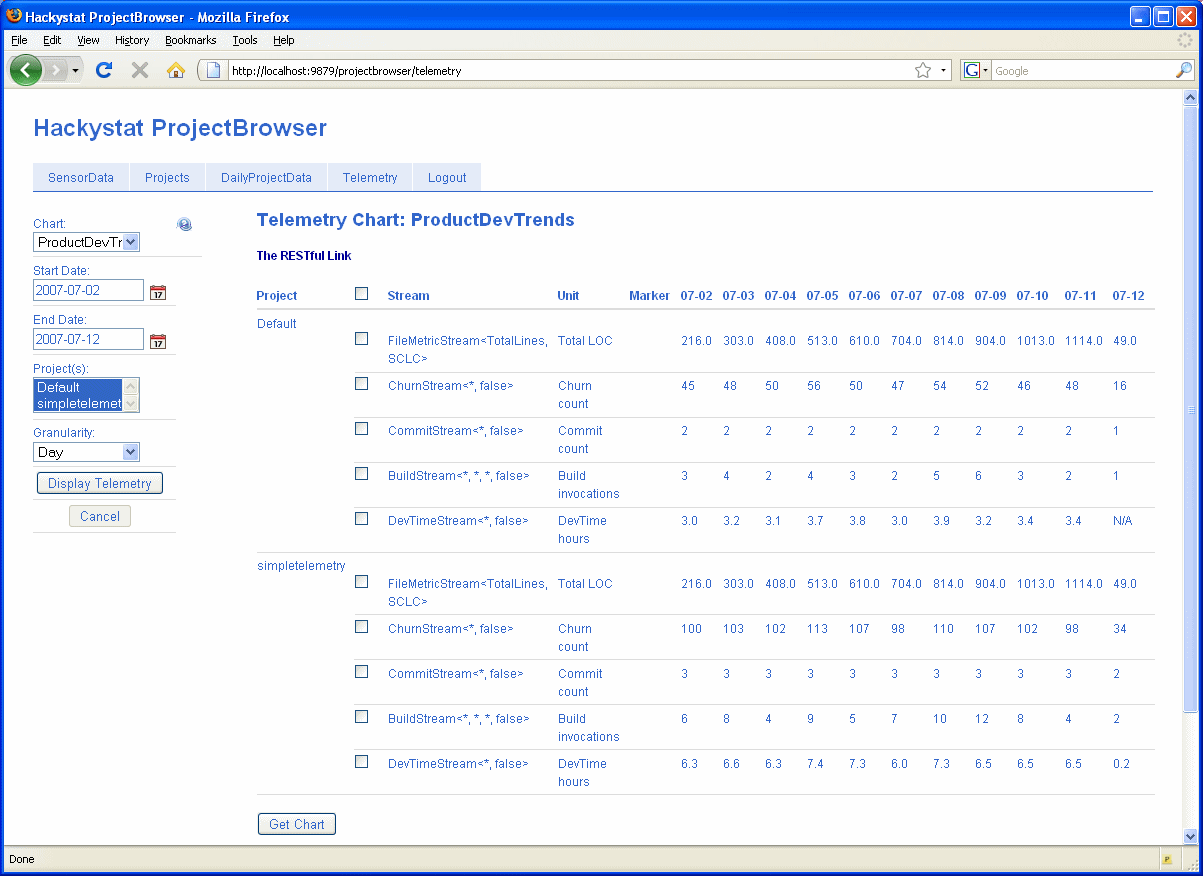 Hackystat ProjectBrowser - Mozilla Firefox
File Edit View History Bookmarks Tools Help
http://localhost:9879/projectbrowser/telemetry
G Google
Hackystat ProjectBrowser
SensorData Projects DailyProjectData Telemetry Logout
Chart:
ProductDevTr
Start Date:
2007-07-02
17
End Date:
2007-07-12
17
Project(s):
Default
simpletelemet
Granularity:
Day
Display Telemetry
Cancel
Telemetry Chart: ProductDevTrends
The RESTful Link
Project Stream Unit Marker 07-02 07-03 07-04 07-05 07-06 07-07 07-08 07-09 07-10 07-11 07-12
Default
FileMetricStream<TotalLines, Total LOC 216.0 303.0 408.0 513.0 610.0 704.0 814.0 904.0 1013.0 1114.0 49.0
SCLC>
ChurnStream<*, false> Churn 45 48 50 56 50 47 54 52 46 48 16
count
CommitStream<*, false> Commit 2 2 2 2 2 2 2 2 2 2 1
count
BuildStream<*, *, *, false> Build 3 4 2 4 3 2 5 6 3 2 1
invocations
DevTimeStream<*, false> DevTime 3.0 3.2 3.1 3.7 3.8 3.0 3.9 3.2 3.4 3.4 N/A
hours
simpletelemetry
FileMetricStream<TotalLines, Total LOC 216.0 303.0 408.0 513.0 610.0 704.0 814.0 904.0 1013.0 1114.0 49.0
SCLC>
ChurnStream<*, false> Churn 100 103 102 113 107 98 110 107 102 98 34
count
CommitStream<*, false> Commit 3 3 3 3 3 3 3 3 3 3 2
count
BuildStream<*, *, *, false> Build 6 8 4 9 5 7 10 12 8 4 2
invocations
DevTimeStream<*, false> DevTime 6.3 6.6 6.3 7.4 7.3 6.0 7.3 6.5 6.5 6.5 0.2
hours
Get Chart
Done
P